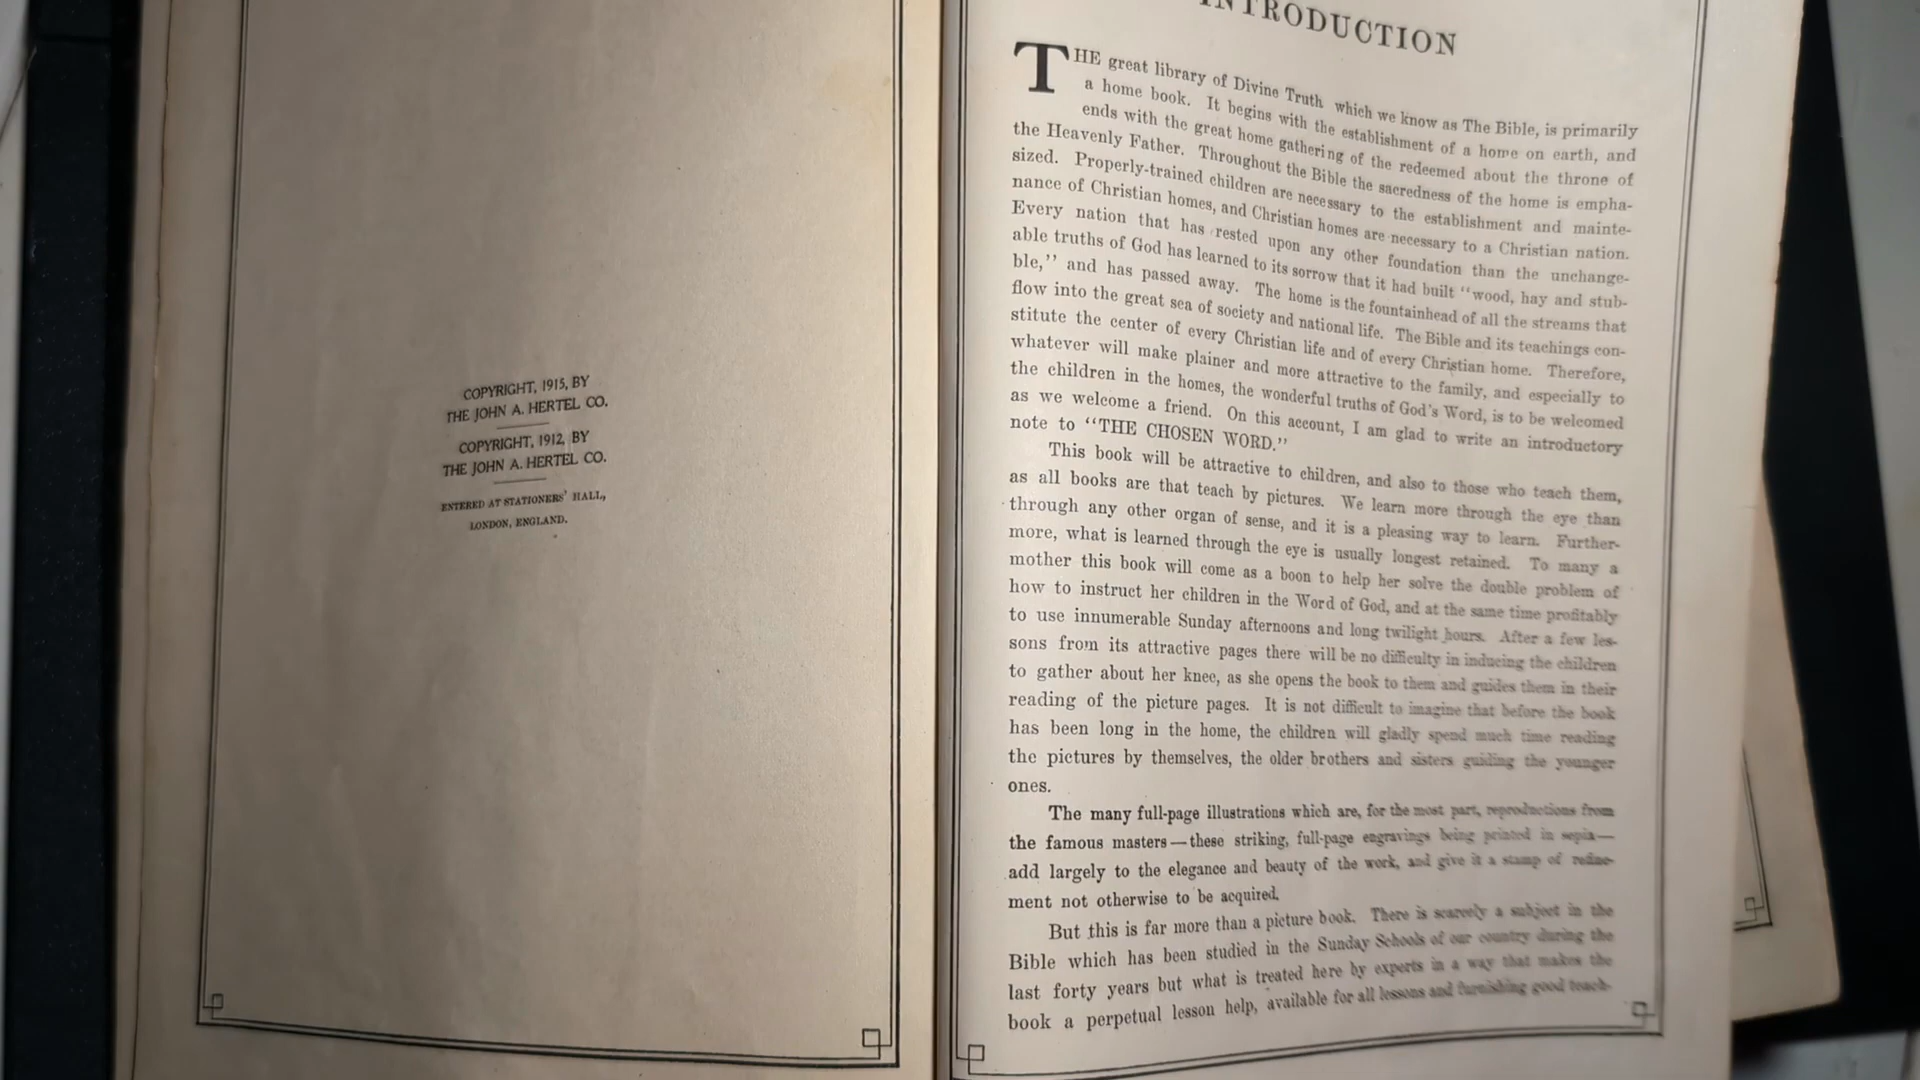 COPYRIGHT, 1915, BY
THE JOHN A. HERTEL CO.
COPYRIGHT, 1912, BY
THE JOHN A. HERTEL CO.
ENTERED AT STATIONERS' HALL,
LONDON, ENGLAND.
INTRODUCTION
THE great library of Divine Truth which we know as The Bible, is primarily
a home book. It begins with the establishment of a home on earth, and
ends with the great home gathering of the redeemed about the throne of
the Heavenly Father. Throughout the Bible the sacredness of the home is empha-
sized. Properly-trained children are necessary to the establishment and mainte-
nance of Christian homes, and Christian homes are necessary to a Christian nation.
Every nation that has rested upon any other foundation than the unchange-
able truths of God has learned to its sorrow that it had built "wood, hay and stub-
ble," and has passed away. The home is the fountainhead of all the streams that
flow into the great sea of society and national life. The Bible and its teachings con-
stitute the center of every Christian life and of every Christian home. Therefore,
whatever will make plainer and more attractive to the family, and especially to
the children in the homes, the wonderful truths of God's Word, is to be welcomed
as we welcome a friend. On this account, I am glad to write an introductory
note to "THE CHOSEN WORD."
This book will be attractive to children, and also to those who teach them,
as all books are that teach by pictures. We learn more through the eye than
through any other organ of sense, and it is a pleasing way to learn. Further-
more, what is learned through the eye is usually longest retained. To many a
mother this book will come as a boon to help her solve the double problem of
how to instruct her children in the Word of God, and at the same time profitably
to use innumerable Sunday afternoons and long twilight hours. After a few les-
sons from its attractive pages there will be no difficulty in inducing the children
to gather about her knee, as she opens the book to them and guides them in their
reading of the picture pages. It is not difficult to imagine that before the book
has been long in the home, the children will gladly spend much time reading
the pictures by themselves, the older brothers and sisters guiding the younger
ones.
The many full-page illustrations which are, for the most part, reproductions from
the famous masters—these striking, full-page engravings being printed in sepia—
add largely to the elegance and beauty of the work, and give it a stamp of refine-
ment not otherwise to be acquired.
But this is far more than a picture book. There is scarcely a subject in the
Bible which has been studied in the Sunday Schools of our country during the
last forty years but what is treated here by experts in a way that makes the
book a perpetual lesson help, available for all lessons and furnishing good teach-